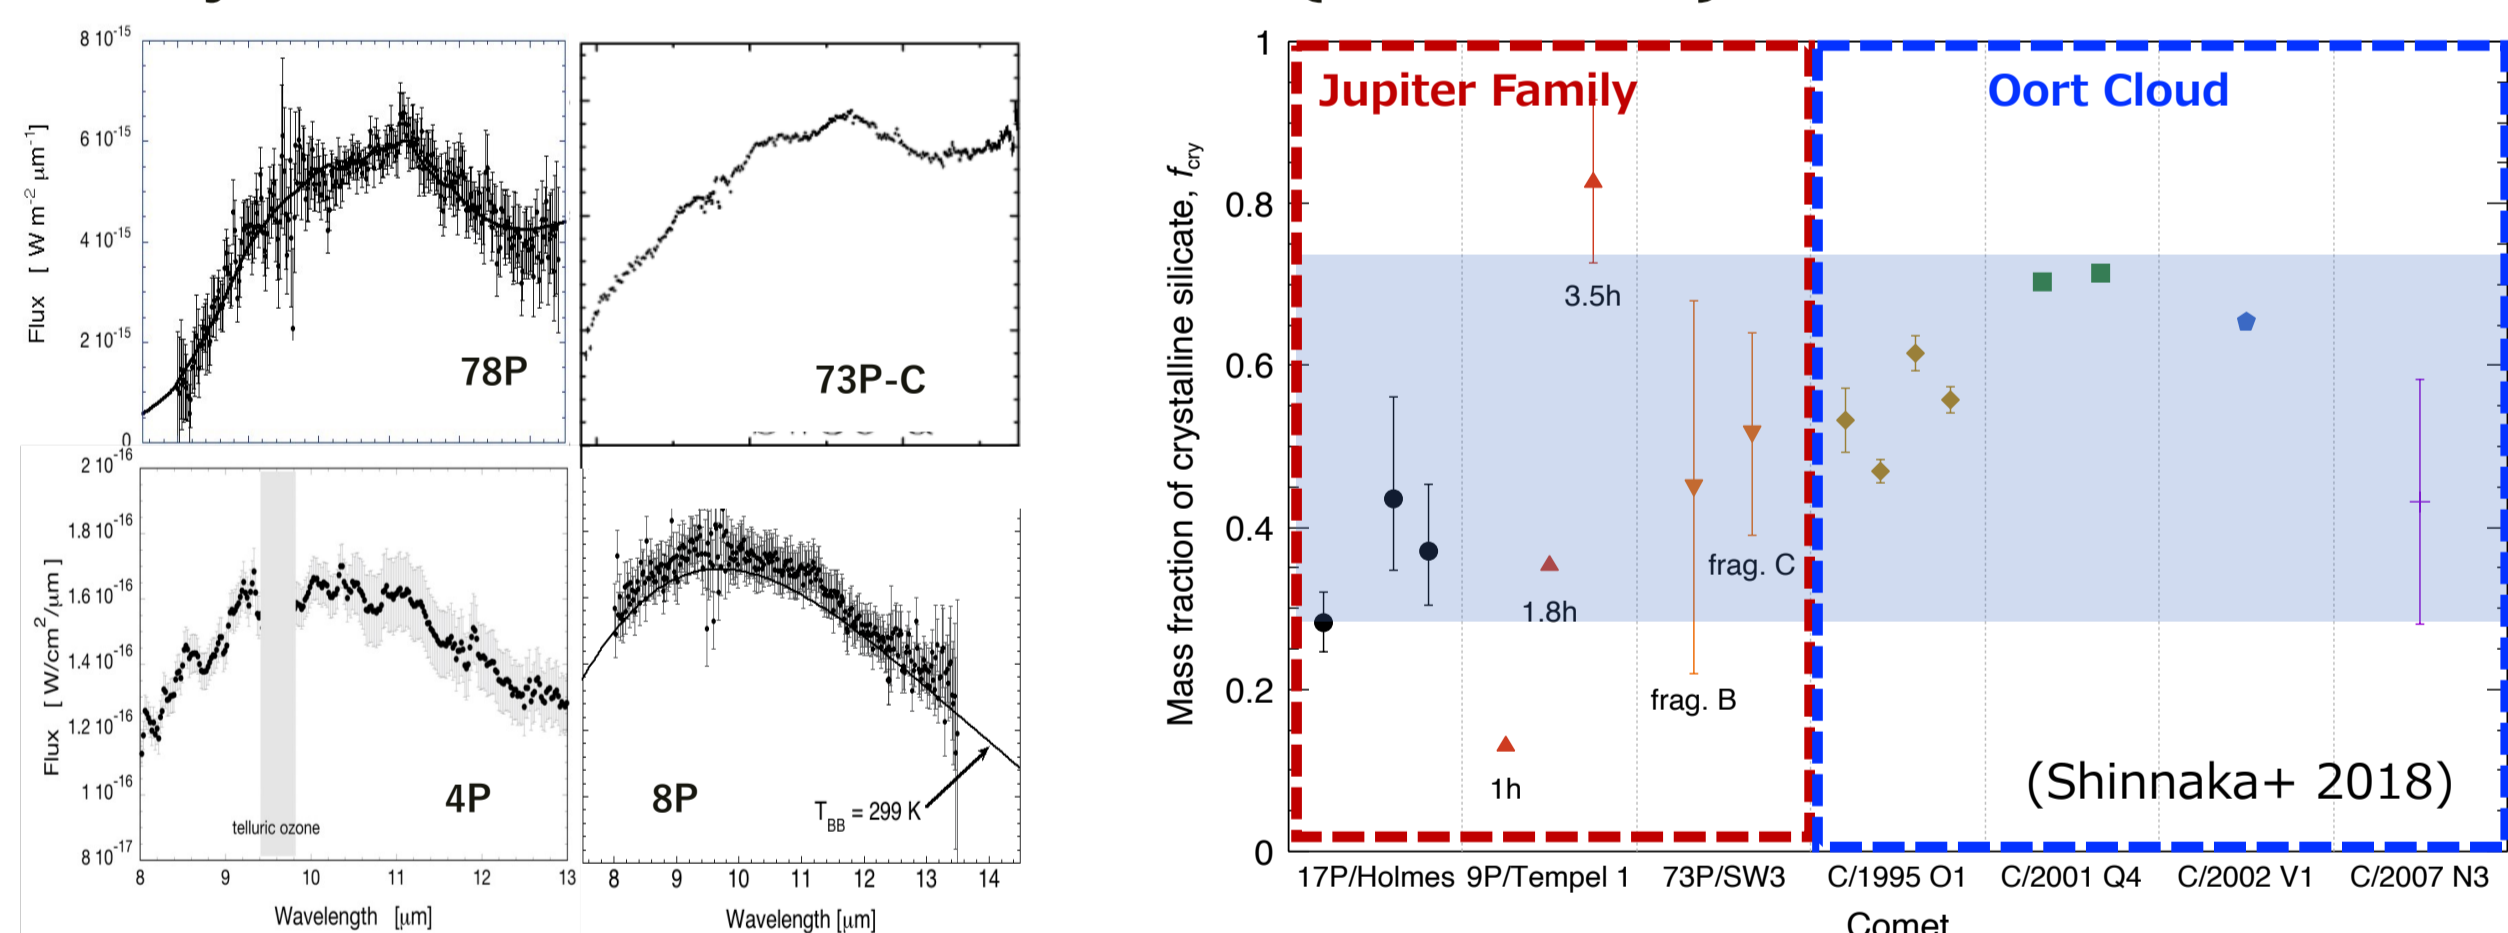 8 10-15
6 10-15
4 10-15
2 10-15
0
Flux [ W m-2 μm-1]
78P
73P-C
2 10-16
1.8 10-16
1.6 10-16
1.4 10-16
1.2 10-16
1 10-16
8 10-17
Flux [ W/cm2/μm ]
telluric ozone
4P
8 9 10 11 12 13
Wavelength [μm]
8P
TBB = 299 K
8 9 10 11 12 13 14
Wavelength [μm]
Mass fraction of crystalline silicate, fcry
1
0.8
0.6
0.4
0.2
0
Jupiter Family
Oort Cloud
3.5h
1.8h
1h
frag. C
frag. B
(Shinnaka+ 2018)
17P/Holmes 9P/Tempel 1 73P/SW3 C/1995 O1 C/2001 Q4 C/2002 V1 C/2007 N3
Comet